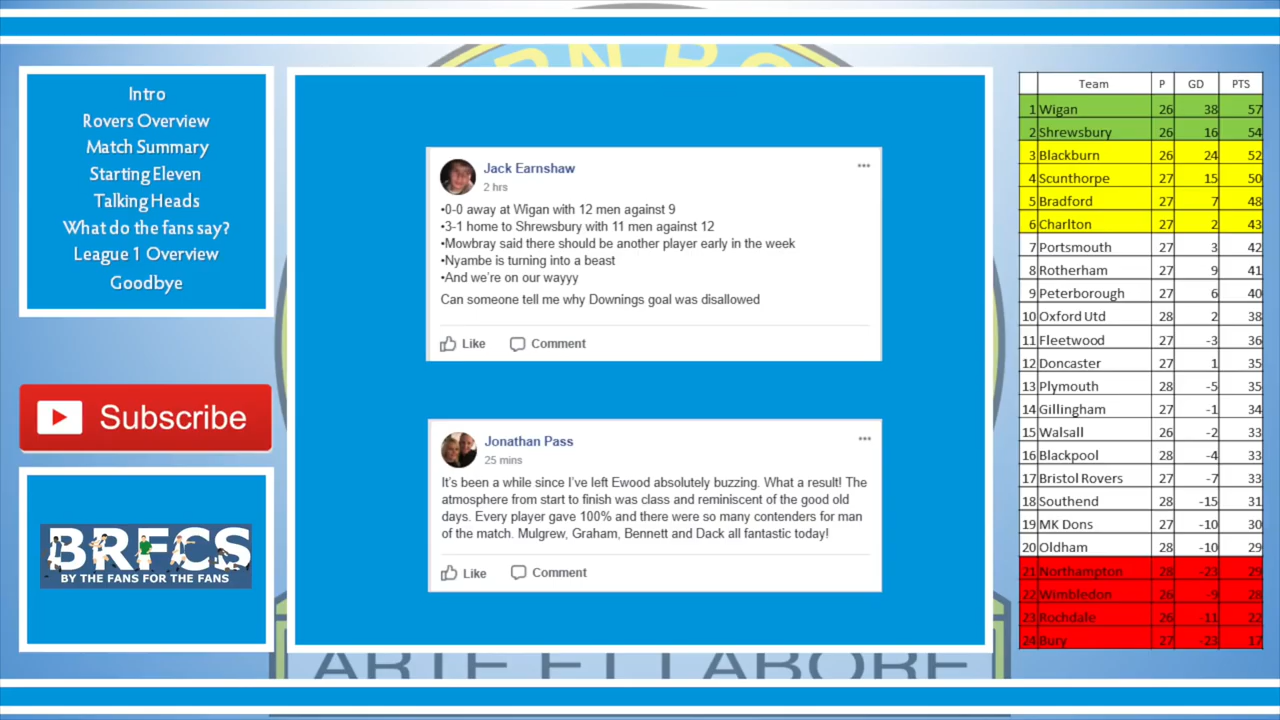 RN RO
Intro
Rovers Overview
Match Summary
Starting Eleven
Talking Heads
What do the fans say?
League 1 Overview
Goodbye
Subscribe
BRFCS
BY THE FANS FOR THE FANS
Jack Earnshaw
2 hrs
•0-0 away at Wigan with 12 men against 9
•3-1 home to Shrewsbury with 11 men against 12
•Mowbray said there should be another player early in the week
•Nyambe is turning into a beast
•And we're on our wayyy
Can someone tell me why Downings goal was disallowed
Like Comment
Jonathan Pass
25 mins
It's been a while since I've left Ewood absolutely buzzing. What a result! The
atmosphere from start to finish was class and reminiscent of the good old
days. Every player gave 100% and there were so many contenders for man
of the match. Mulgrew, Graham, Bennett and Dack all fantastic today!
Like Comment
Team P GD PTS
1 Wigan 26 38 57
2 Shrewsbury 26 16 54
3 Blackburn 26 24 52
4 Scunthorpe 27 15 50
5 Bradford 27 7 48
6 Charlton 27 2 43
7 Portsmouth 27 3 42
8 Rotherham 27 9 41
9 Peterborough 27 6 40
10 Oxford Utd 28 2 38
11 Fleetwood 27 -3 36
12 Doncaster 27 1 35
13 Plymouth 28 -5 35
14 Gillingham 27 -1 34
15 Walsall 26 -2 33
16 Blackpool 28 -4 33
17 Bristol Rovers 27 -7 33
18 Southend 28 -15 31
19 MK Dons 27 -10 30
20 Oldham 28 -10 29
21 Northampton 28 -23 29
22 Wimbledon 26 -9 28
23 Rochdale 26 11 22
24 Bury 27 -23 17
ARTE ET LABORE